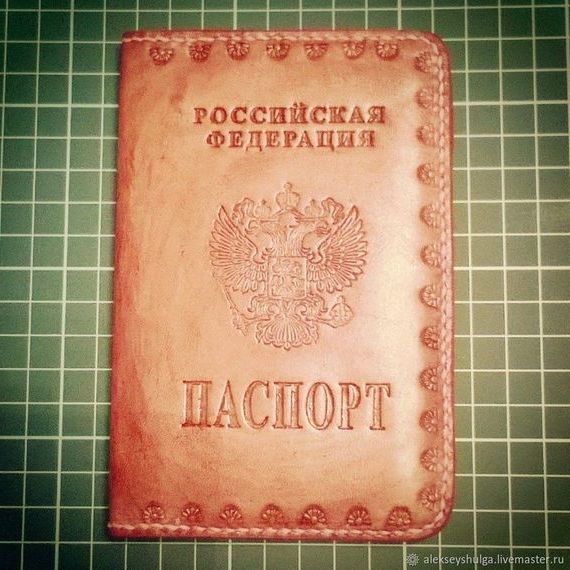 РОССИЙСКАЯ
ФЕДЕРАЦИЯ
ПАСПОРТ
alekseyshulga.livemaster.ru